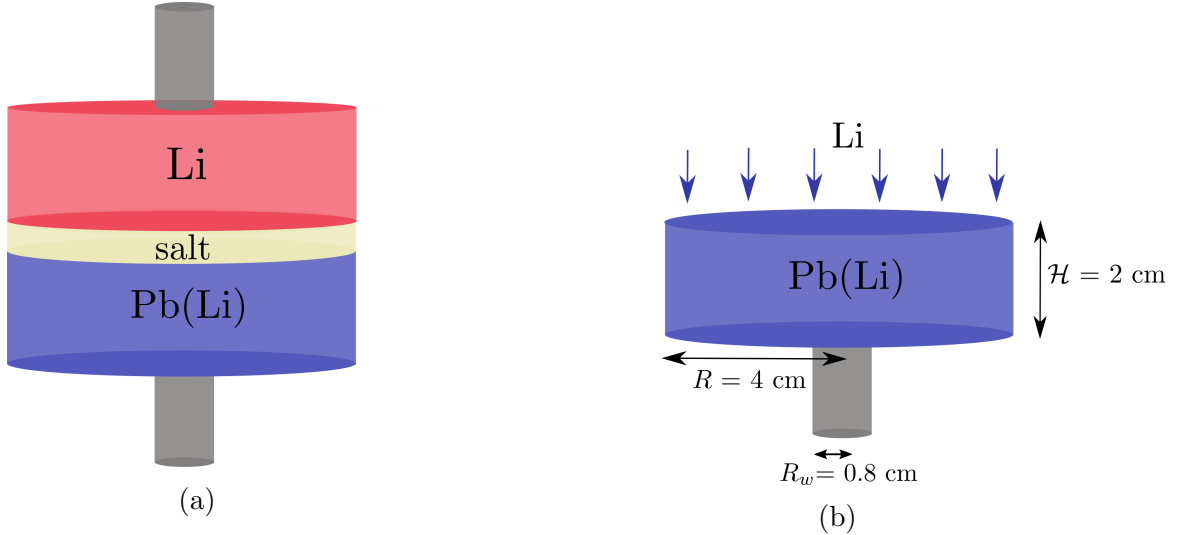 Li
salt
Pb(Li)
(a)
Li
Pb(Li)
ℋ = 2 cm
R = 4 cm
R_w= 0.8 cm
(b)